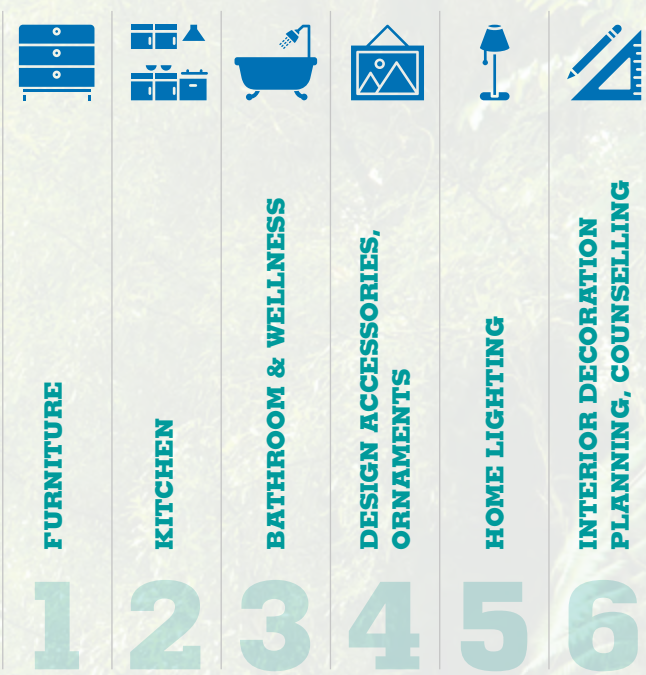 FURNITURE
1
KITCHEN
2
BATHROOM & WELLNESS
3
DESIGN ACCESSORIES,
ORNAMENTS
4
HOME LIGHTING
5
INTERIOR DECORATION
PLANNING, COUNSELLING
6